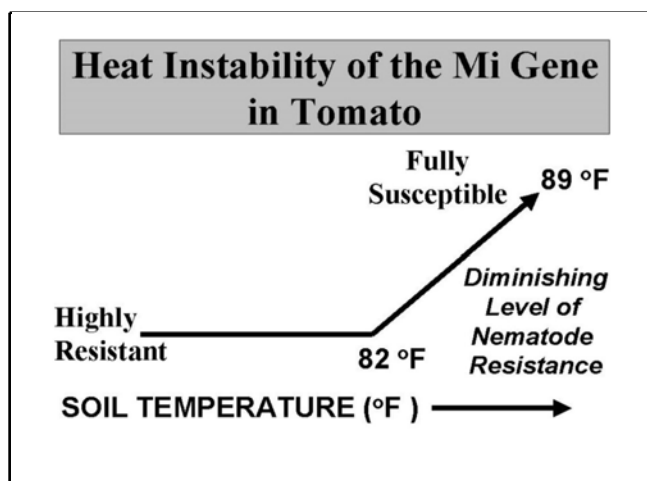 Heat Instability of the Mi Gene
in Tomato
Fully
Susceptible
89 °F
Diminishing
Level of
Nematode
Resistance
Highly
Resistant
82 °F
SOIL TEMPERATURE (°F )